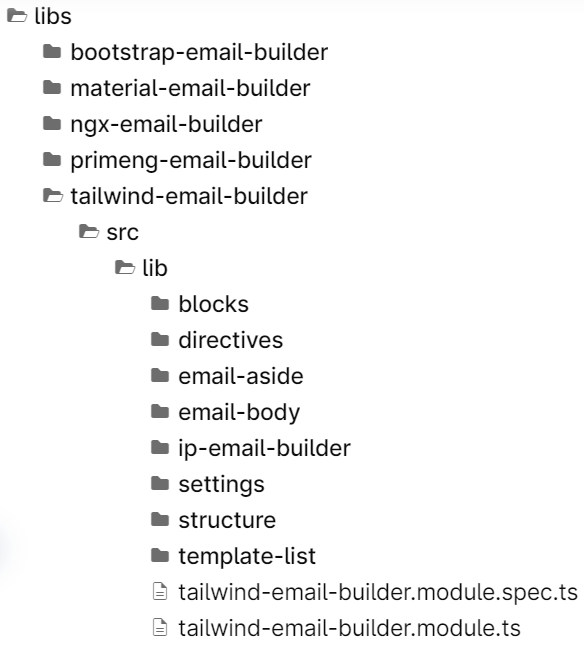 libs
bootstrap-email-builder
material-email-builder
ngx-email-builder
primeng-email-builder
tailwind-email-builder
src
lib
blocks
directives
email-aside
email-body
ip-email-builder
settings
structure
template-list
tailwind-email-builder.module.spec.ts
tailwind-email-builder.module.ts